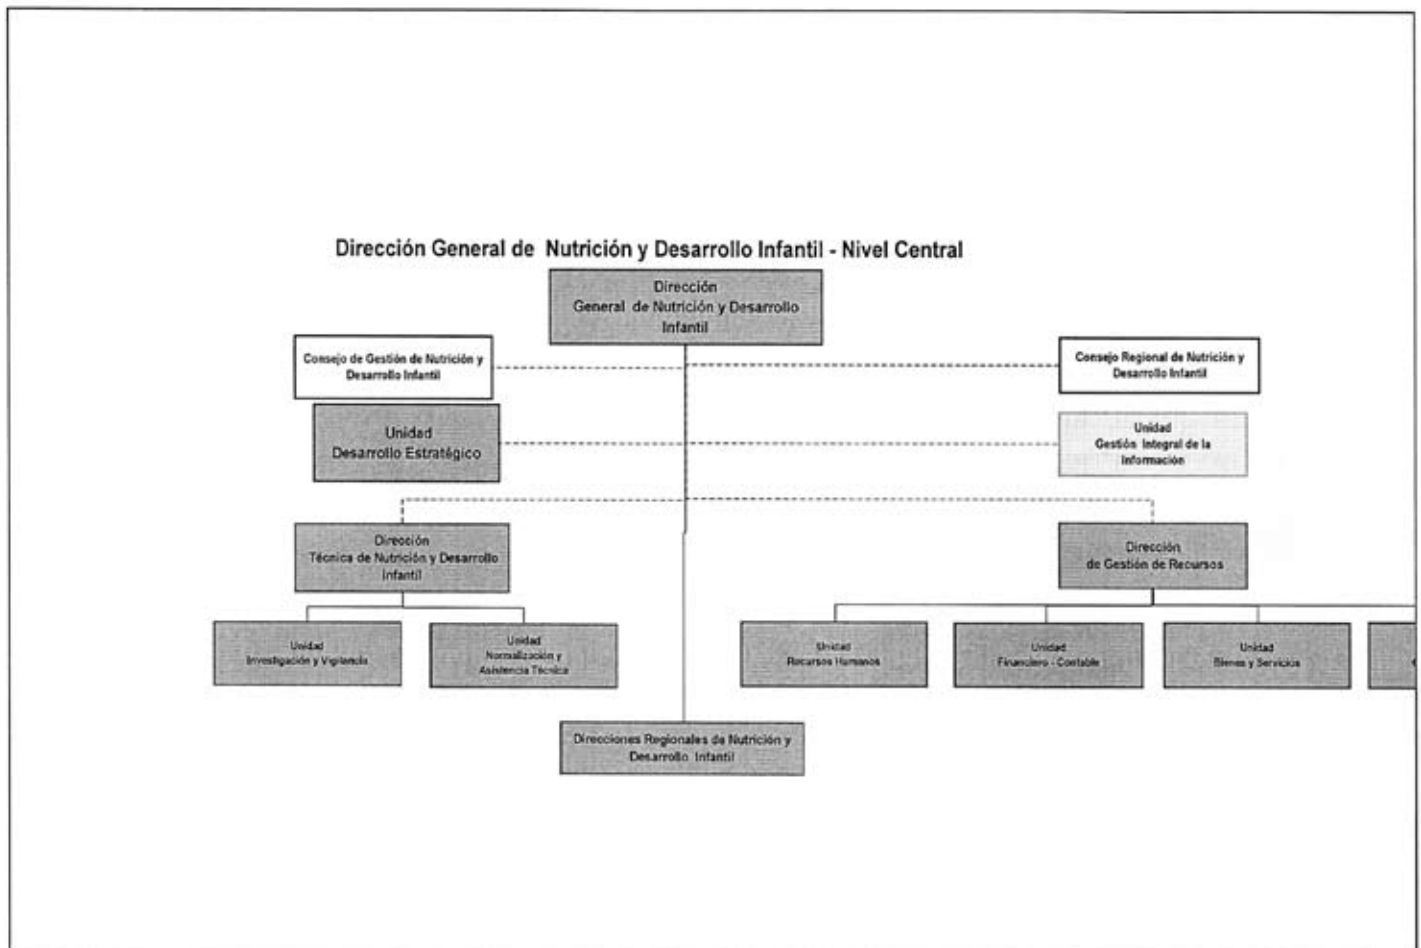 Dirección General de Nutrición y Desarrollo Infantil - Nivel Central
Dirección
General de Nutrición y Desarrollo
Infantil
Consejo de Gestión de Nutrición y
Desarrollo Infantil
Consejo Regional de Nutrición y
Desarrollo Infantil
Unidad
Desarrollo Estratégico
Unidad
Gestión Integral de la
Información
Dirección
Técnica de Nutrición y Desarrollo
Infantil
Dirección
de Gestión de Recursos
Unidad
Investigación y Vigilancia
Unidad
Normalización y
Asistencia Técnica
Unidad
Recursos Humanos
Unidad
Financiero - Contable
Unidad
Bienes y Servicios
Direcciones Regionales de Nutrición y
Desarrollo Infantil